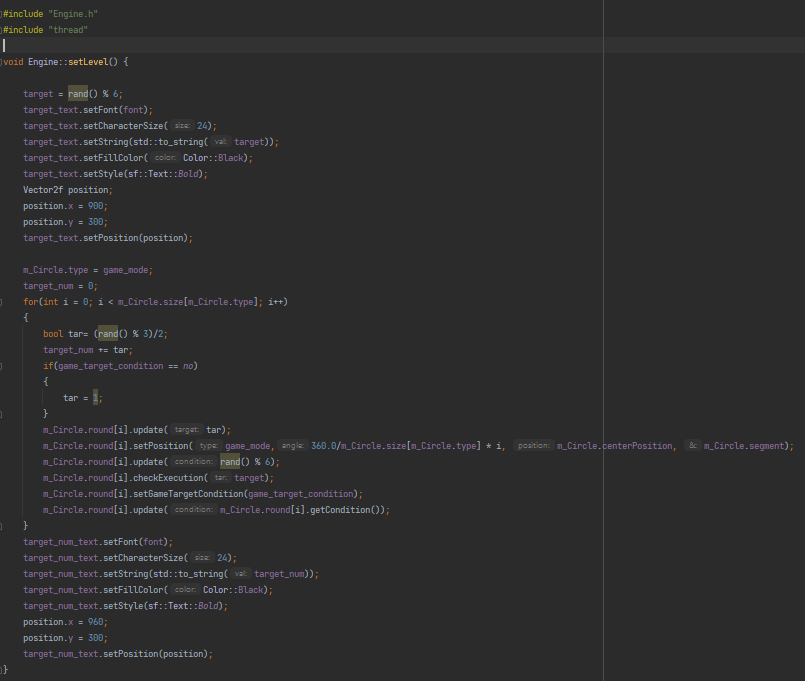 #include "Engine.h"
#include "thread"
void Engine::setLevel() {
target = rand() % 6;
target_text.setFont(font);
target_text.setCharacterSize( size: 24);
target_text.setString(std::to_string( val: target));
target_text.setFillColor( color: Color::Black);
target_text.setStyle(sf::Text::Bold);
Vector2f position;
position.x = 900;
position.y = 300;
target_text.setPosition(position);
m_Circle.type = game_mode;
target_num = 0;
for(int i = 0; i < m_Circle.size[m_Circle.type]; i++)
{
bool tar= (rand() % 3)/2;
target_num += tar;
if(game_target_condition == no)
{
tar = 1;
}
m_Circle.round[i].update( target: tar);
m_Circle.round[i].setPosition( type: game_mode, angle: 360.0/m_Circle.size[m_Circle.type] * i, position: m_Circle.centerPosition, &: m_Circle.segment);
m_Circle.round[i].update( condition: rand() % 6);
m_Circle.round[i].checkExecution( tar: target);
m_Circle.round[i].setGameTargetCondition(game_target_condition);
m_Circle.round[i].update( condition: m_Circle.round[i].getCondition());
}
target_num_text.setFont(font);
target_num_text.setCharacterSize( size: 24);
target_num_text.setString(std::to_string( val: target_num));
target_num_text.setFillColor( color: Color::Black);
target_num_text.setStyle(sf::Text::Bold);
position.x = 960;
position.y = 300;
target_num_text.setPosition(position);
}